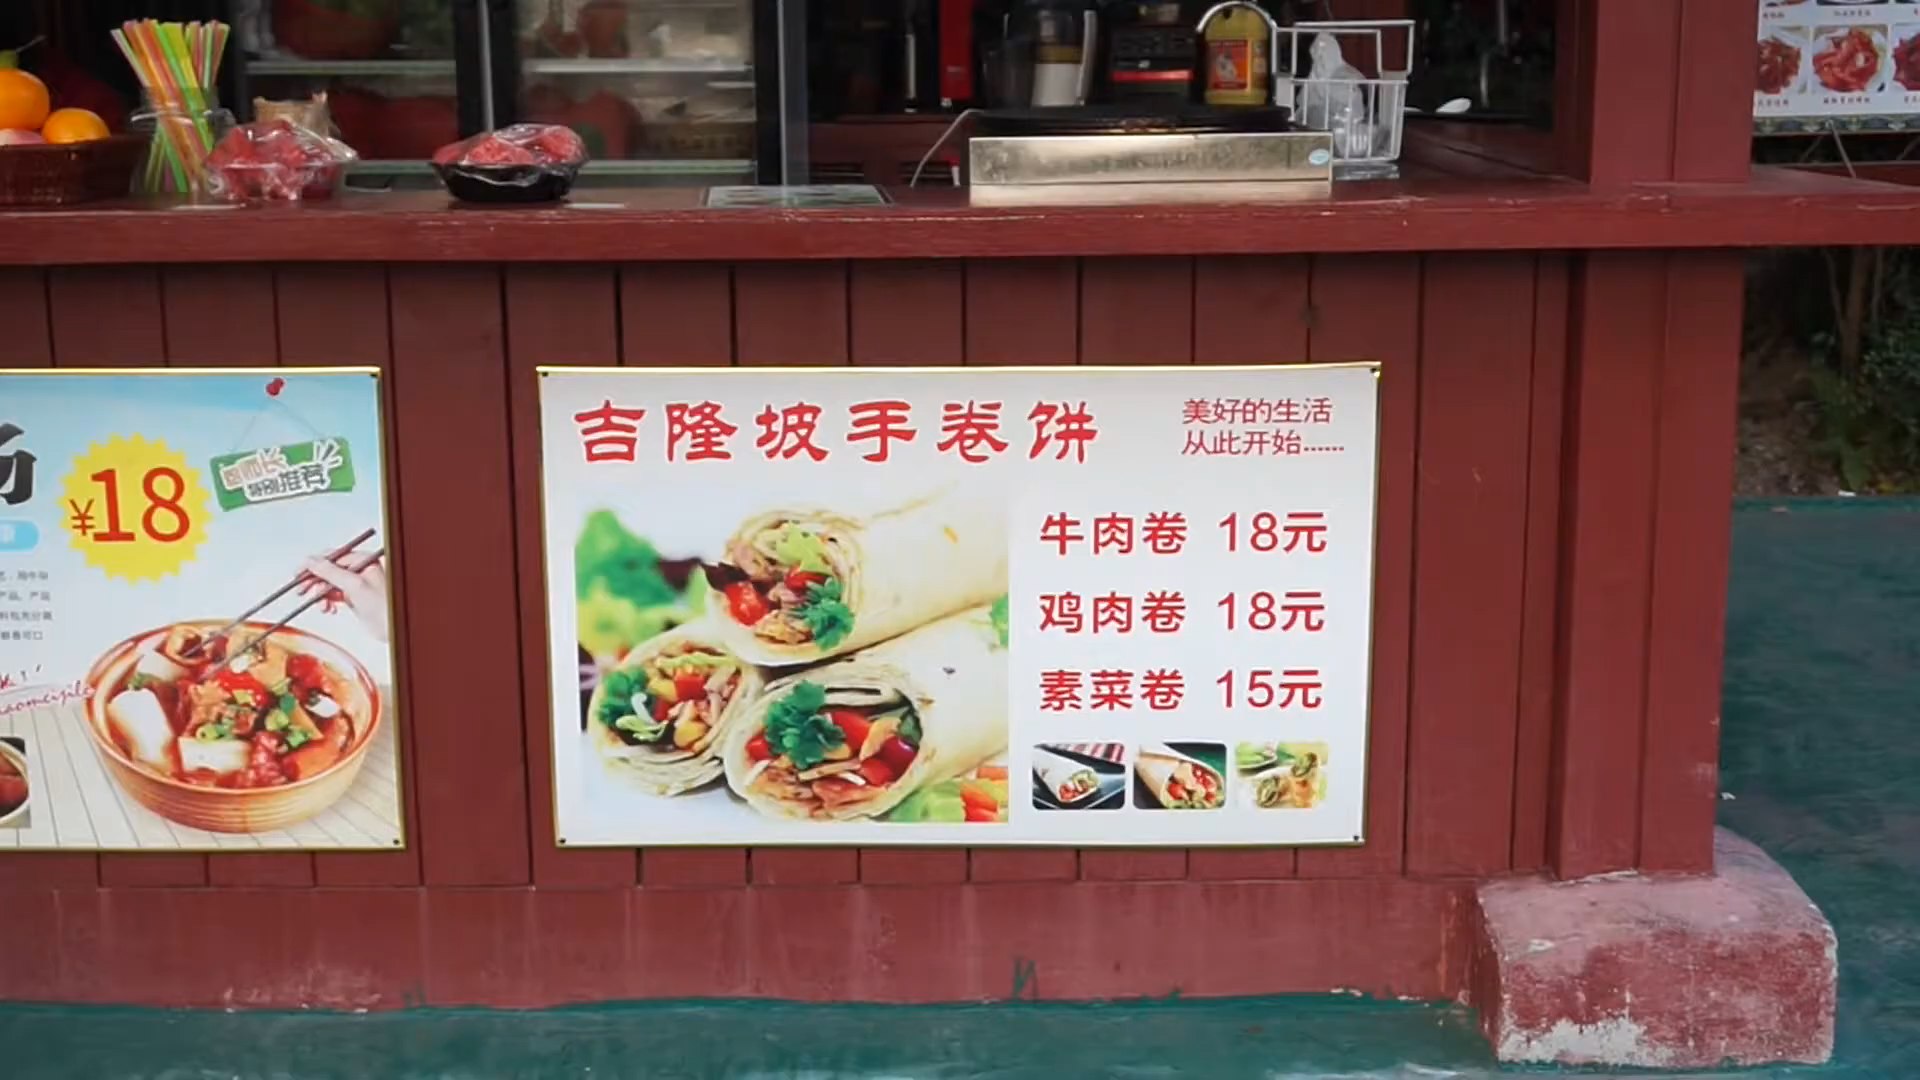 吉隆坡手卷饼
美好的生活
从此开始......
牛肉卷 18元
鸡肉卷 18元
素菜卷 15元
汤
¥18
特别推荐